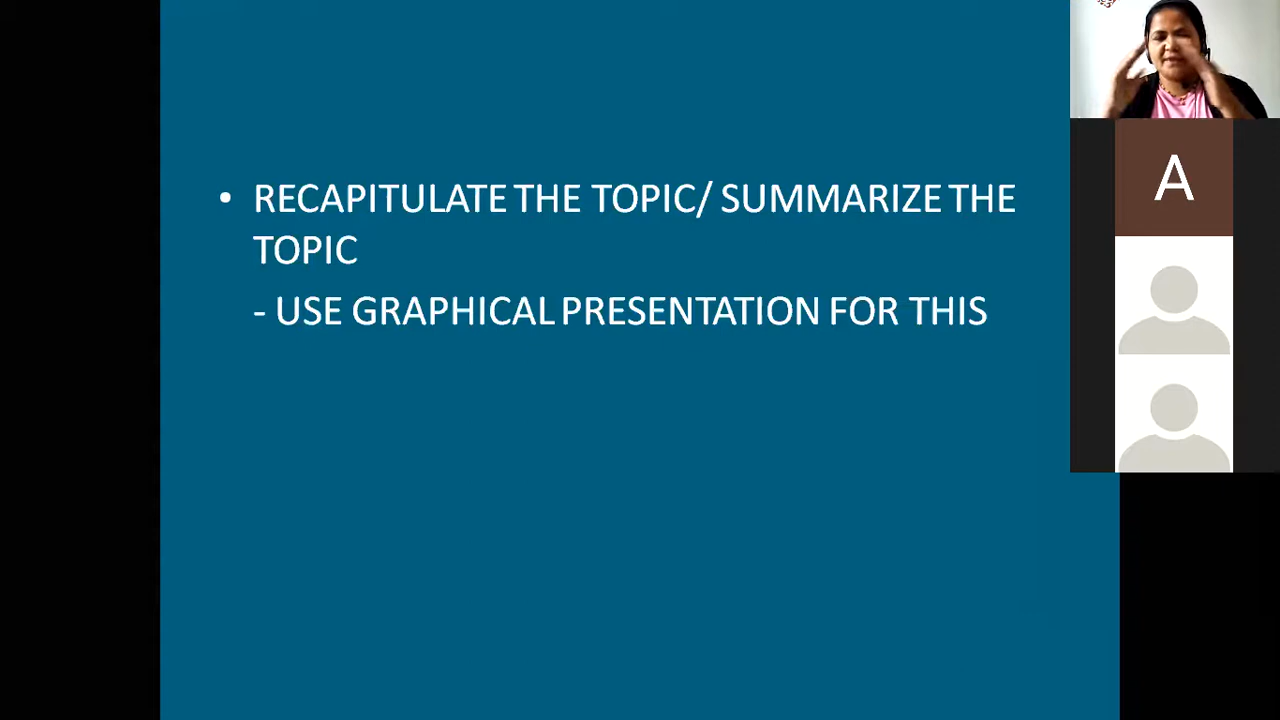 • RECAPITULATE THE TOPIC/ SUMMARIZE THE
TOPIC
- USE GRAPHICAL PRESENTATION FOR THIS
A